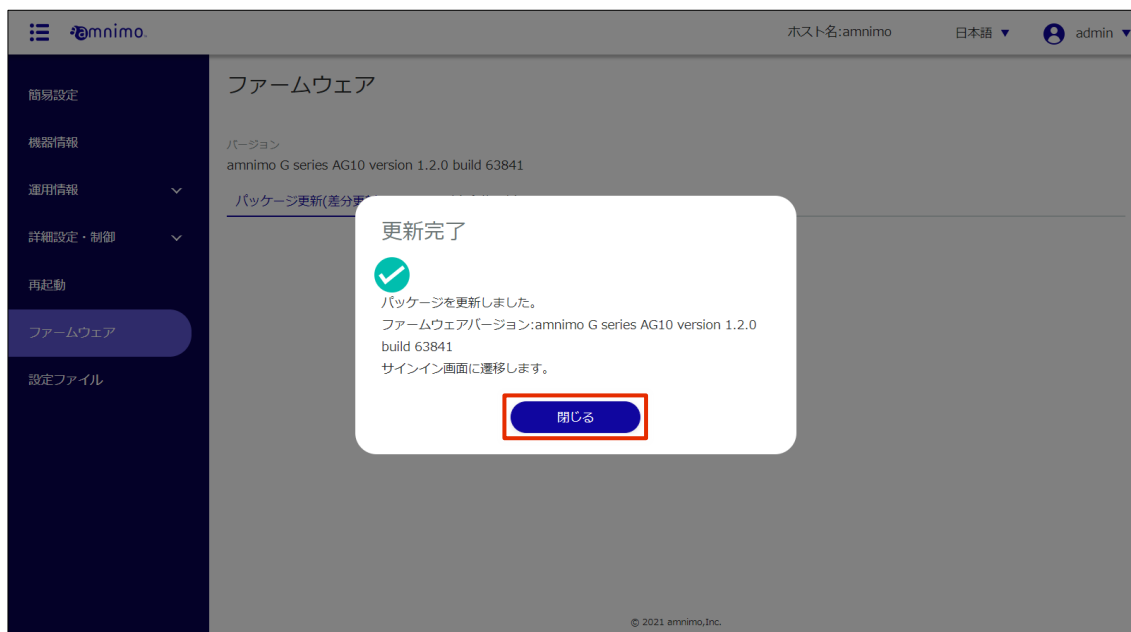 amnimo.
ホスト名:amnimo
日本語 ▼
admin ▼
簡易設定
機器情報
運用情報
詳細設定・制御
再起動
ファームウェア
設定ファイル
ファームウェア
バージョン
amnimo G series AG10 version 1.2.0 build 63841
パッケージ更新(差分更
更新完了
パッケージを更新しました。
ファームウェアバージョン:amnimo G series AG10 version 1.2.0
build 63841
サインイン画面に遷移します。
閉じる
© 2021 amnimo,Inc.